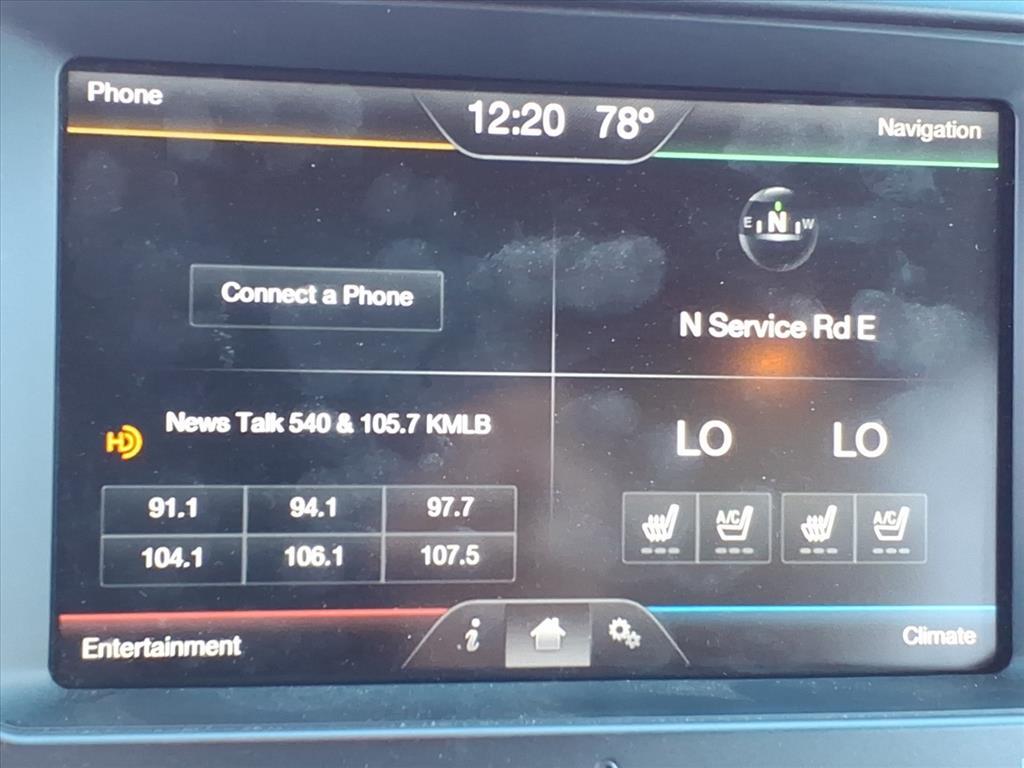 Phone
12:20 78°
Navigation
E N W
Connect a Phone
N Service Rd E
HD
News Talk 540 & 105.7 KMLB
91.1 94.1 97.7
104.1 106.1 107.5
LO LO
A/C A/C
Entertainment
i
Climate